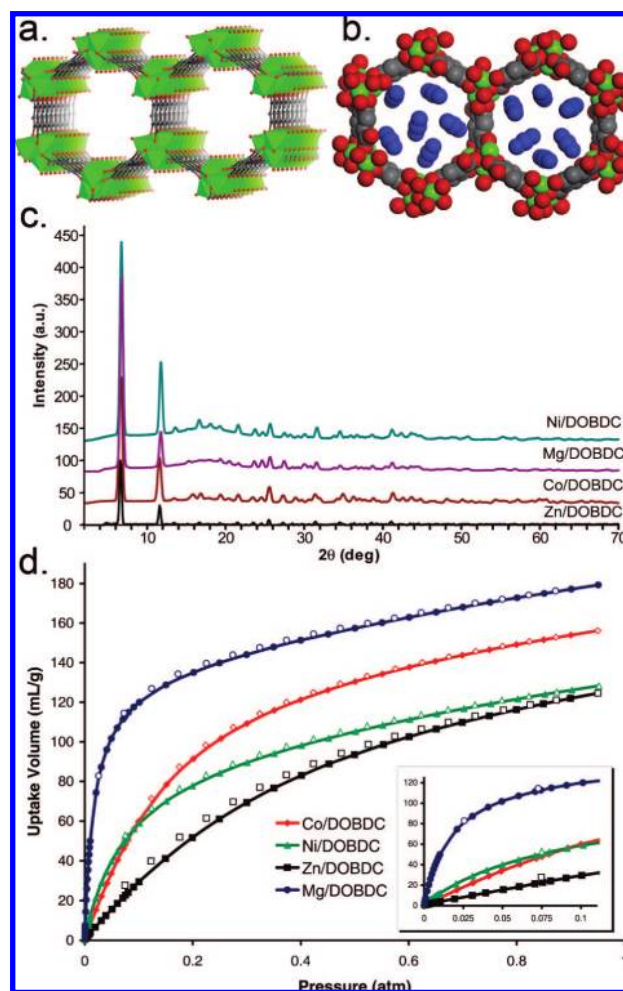 a.
b.
c.
450
400
350
300
250
200
150
100
50
0
Intensity (a.u.)
Ni/DOBDC
Mg/DOBDC
Co/DOBDC
Zn/DOBDC
10
20
30
40
50
60
70
2θ (deg)
d.
180
160
140
120
100
80
60
40
20
0
Uptake Volume (mL/g)
Co/DOBDC
Ni/DOBDC
Zn/DOBDC
Mg/DOBDC
120
100
80
60
40
20
0
0
0.025
0.05
0.075
0.1
0
0.2
0.4
0.6
0.8
1
Pressure (atm)